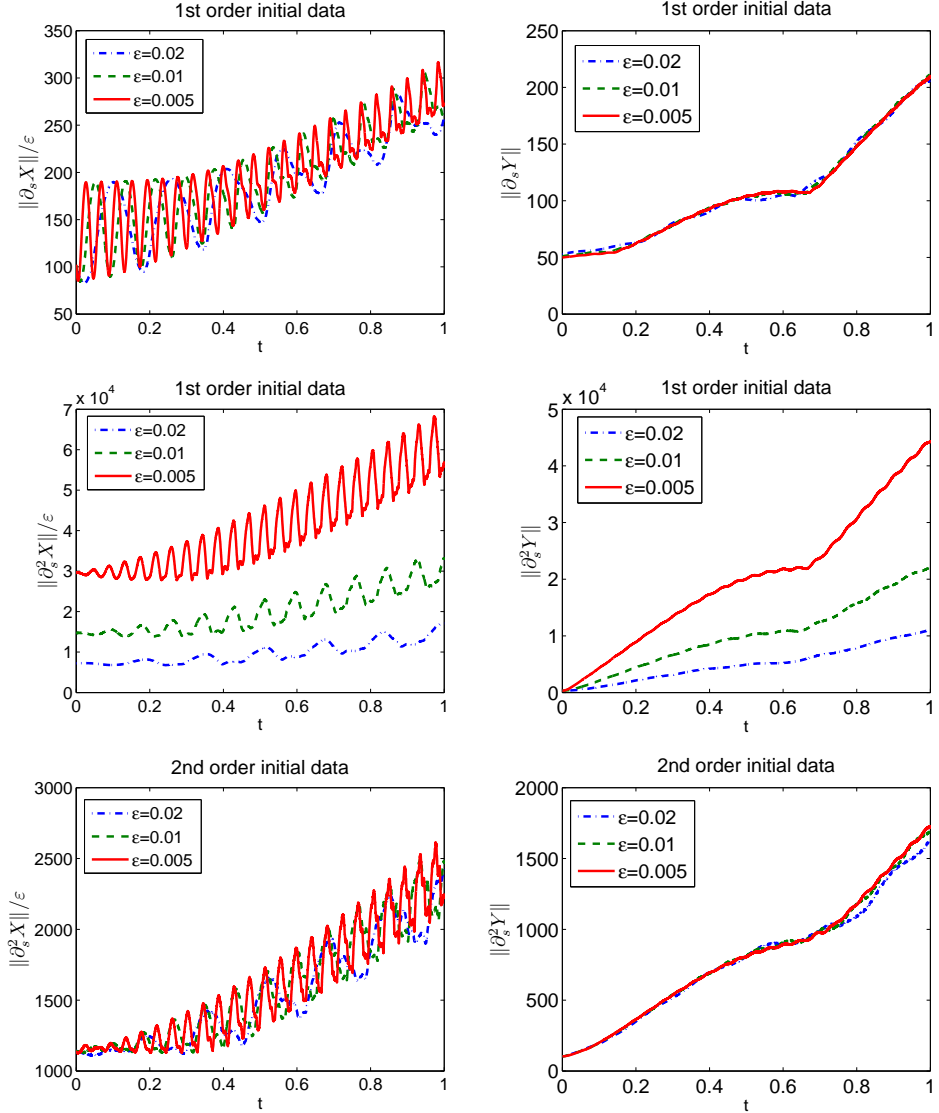 1st order initial data
350
300
250
200
150
100
50
||∂ₛX||/ε
ε=0.02
ε=0.01
ε=0.005
0 0.2 0.4 0.6 0.8 1
t
1st order initial data
250
200
150
100
50
0
||∂ₛY||
ε=0.02
ε=0.01
ε=0.005
0 0.2 0.4 0.6 0.8 1
t
1st order initial data
x 10⁴
7
6
5
4
3
2
1
0
||∂ₛ²X||/ε
ε=0.02
ε=0.01
ε=0.005
0 0.2 0.4 0.6 0.8 1
t
1st order initial data
x 10⁴
5
4
3
2
1
0
||∂ₛ²Y||
ε=0.02
ε=0.01
ε=0.005
0 0.2 0.4 0.6 0.8 1
t
2nd order initial data
3000
2500
2000
1500
1000
||∂ₛ²X||/ε
ε=0.02
ε=0.01
ε=0.005
0 0.2 0.4 0.6 0.8 1
t
2nd order initial data
2000
1500
1000
500
0
||∂ₛ²Y||
ε=0.02
ε=0.01
ε=0.005
0 0.2 0.4 0.6 0.8 1
t